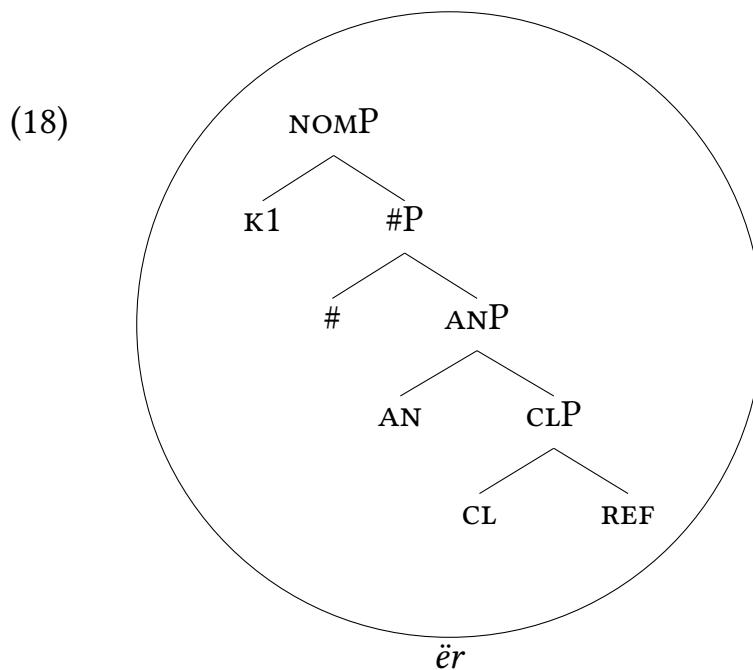 (18)
NOMP
K1 #P
# ANP
AN CLP
CL REF
ër